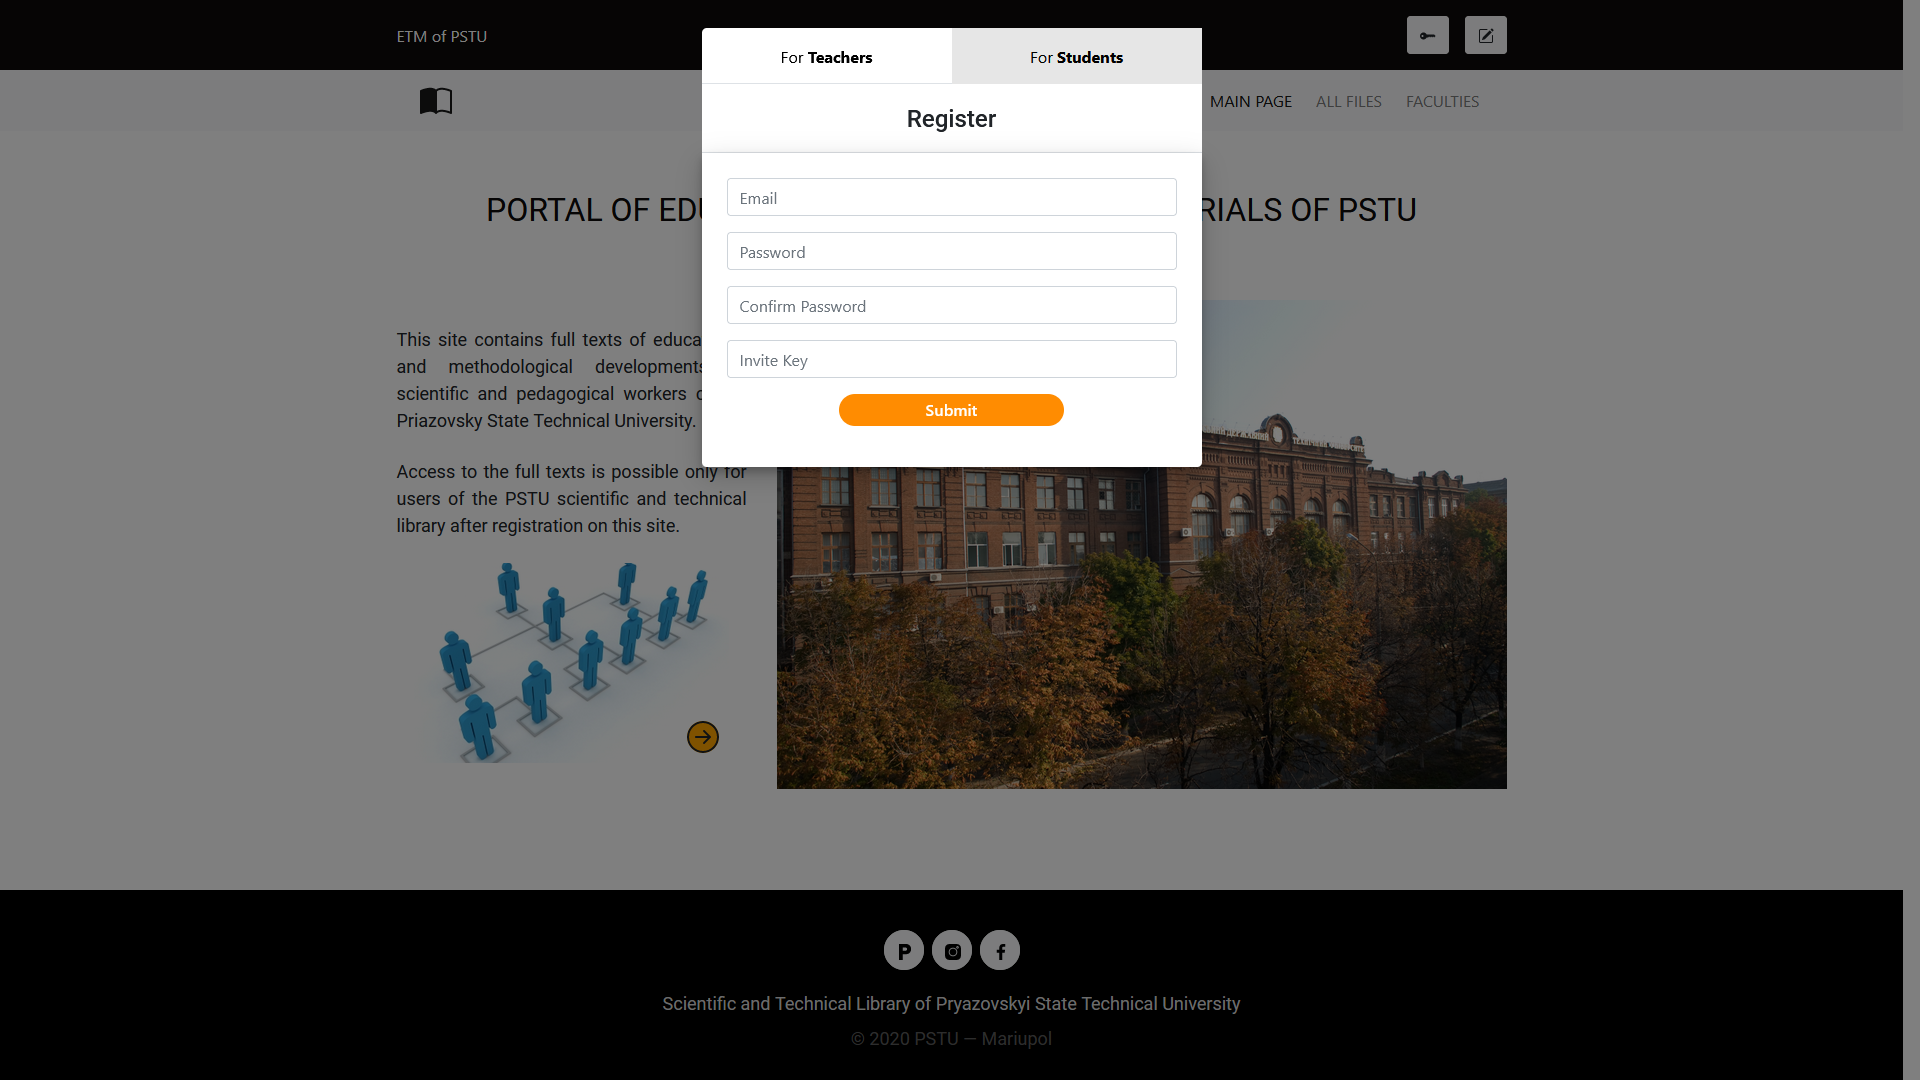 ETM of PSTU
For Teachers
For Students
MAIN PAGE
ALL FILES
FACULTIES
Register
Email
Password
Confirm Password
Invite Key
Submit
PORTAL OF EDU
RIALS OF PSTU
This site contains full texts of educa
and methodological developments
scientific and pedagogical workers
Priazovsky State Technical University.
Access to the full texts is possible only for
users of the PSTU scientific and technical
library after registration on this site.
P
Scientific and Technical Library of Pryazovskyi State Technical University
© 2020 PSTU — Mariupol